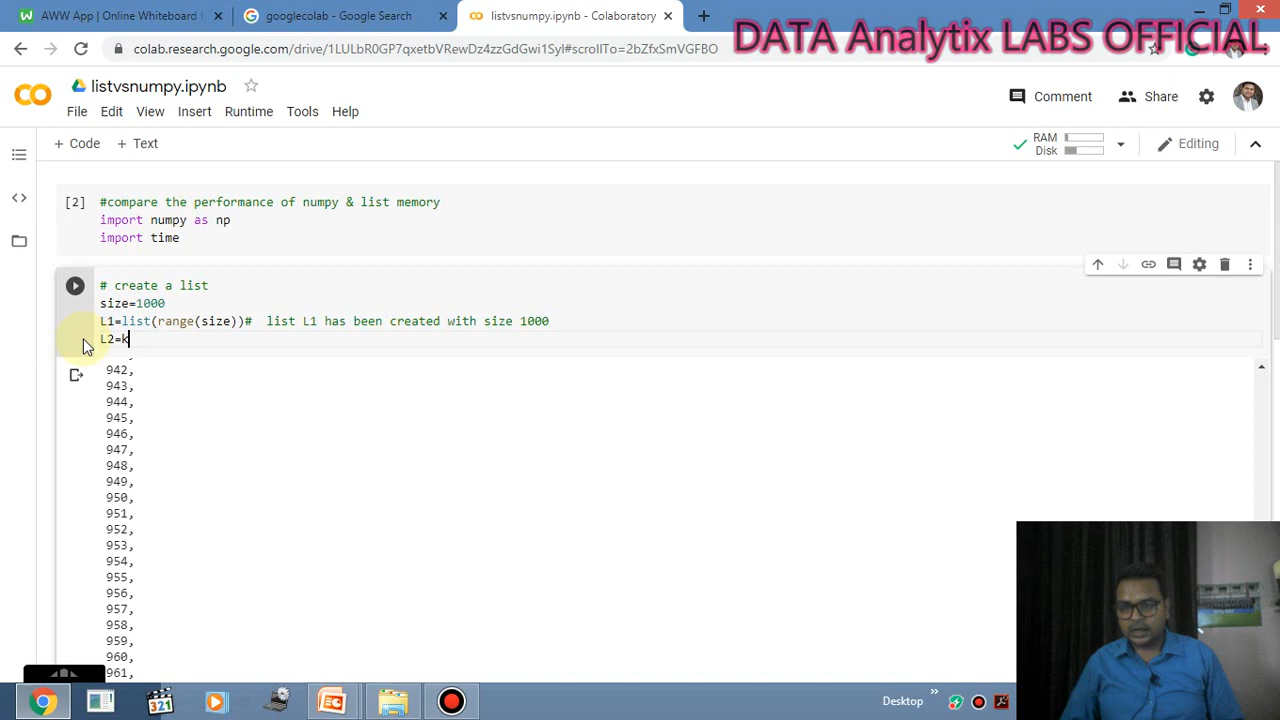 AWW App | Online Whiteboard
googlecolab - Google Search
listvsnumpy.ipynb - Colaboratory
DATA Analytix LABS OFFICIAL
colab.research.google.com/drive/1LULbR0GP7qxetbVRewDz4zzGdGwi1Syl#scrollTo=2bZfxSmVGFBO
listvsnumpy.ipynb
File Edit View Insert Runtime Tools Help
Comment
Share
+ Code + Text
RAM
Disk
Editing
[2] #compare the performance of numpy & list memory
import numpy as np
import time
# create a list
size=1000
L1=list(range(size))#  list L1 has been created with size 1000
L2=k
942,
943,
944,
945,
946,
947,
948,
949,
950,
951,
952,
953,
954,
955,
956,
957,
958,
959,
960,
961,
321
Desktop